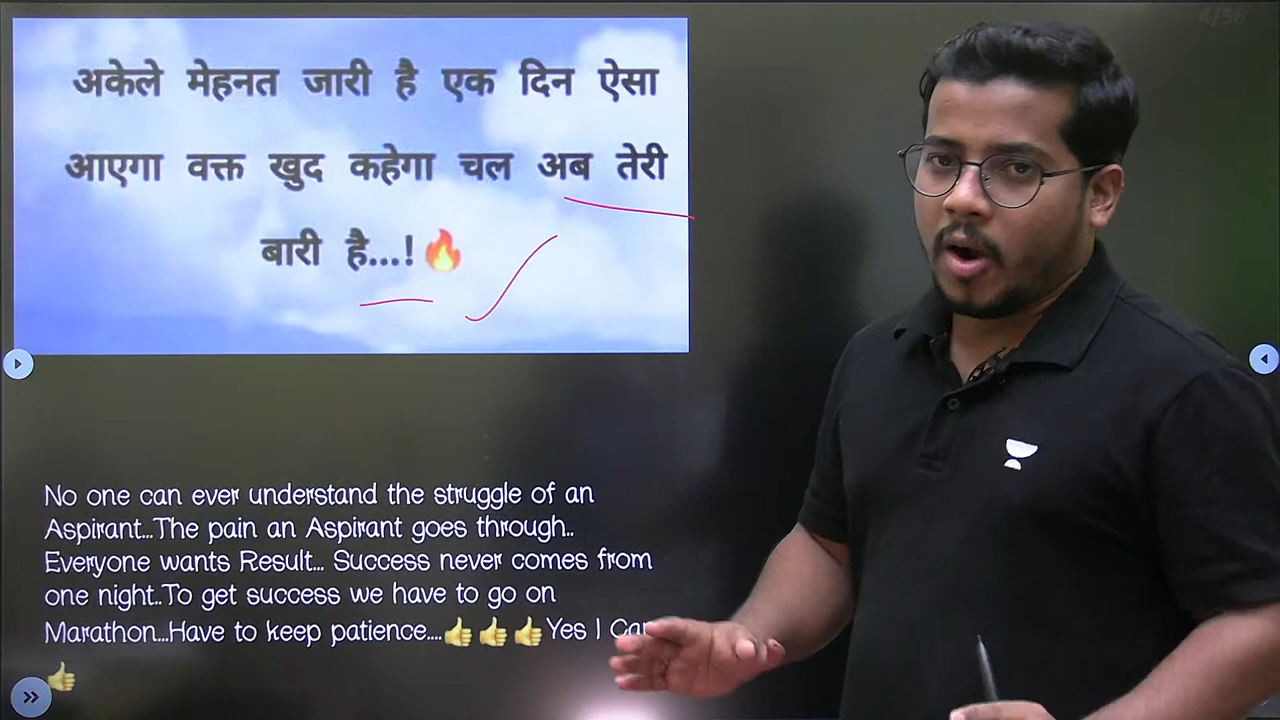 4/56
अकेले मेहनत जारी है एक दिन ऐसा
आएगा वक्त खुद कहेगा चल अब तेरी
बारी है...!🔥
No one can ever understand the struggle of an
Aspirant...The pain an Aspirant goes through..
Everyone wants Result... Success never comes from
one night..To get success we have to go on
Marathon...Have to keep patience....👍👍👍Yes I
👍